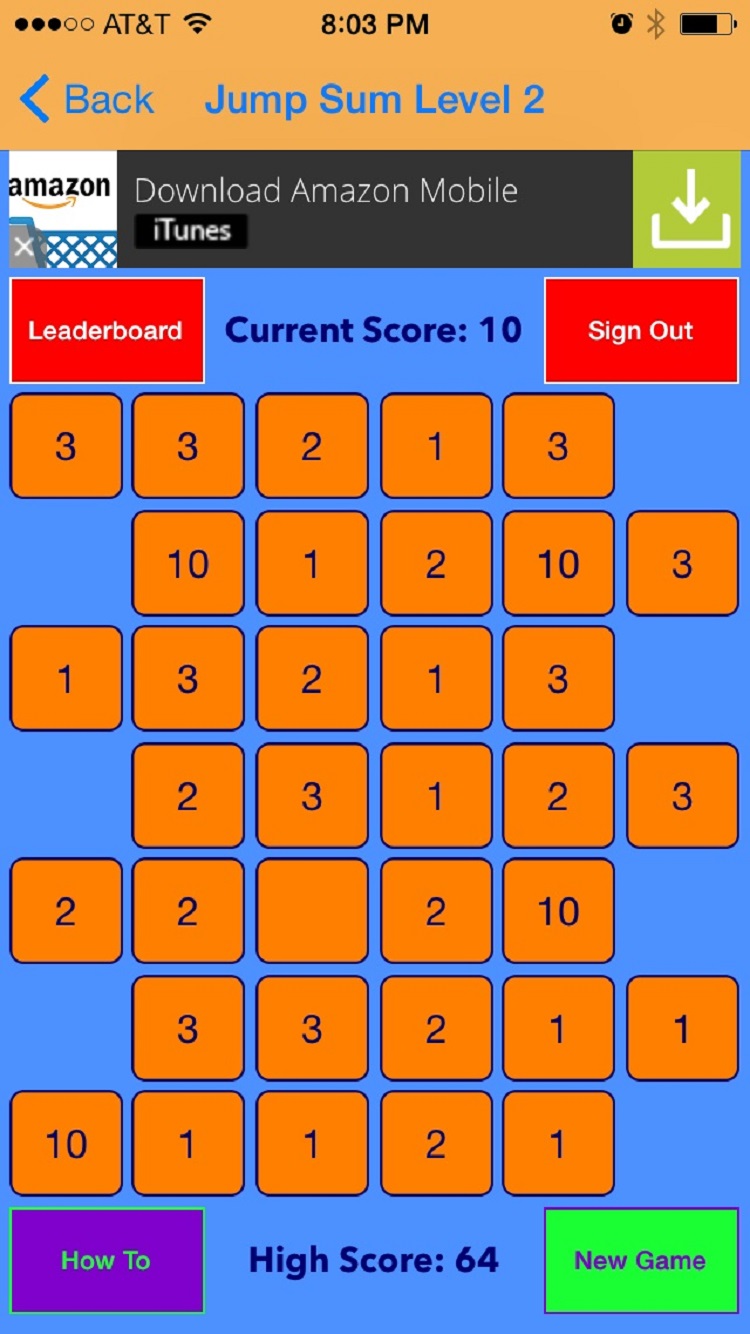 AT&T 8:03 PM
Back Jump Sum Level 2
amazon Download Amazon Mobile
iTunes
Leaderboard Current Score: 10 Sign Out
3 3 2 1 3
10 1 2 10 3
1 3 2 1 3
2 3 1 2 3
2 2 2 10
3 3 2 1 1
10 1 1 2 1
How To High Score: 64 New Game